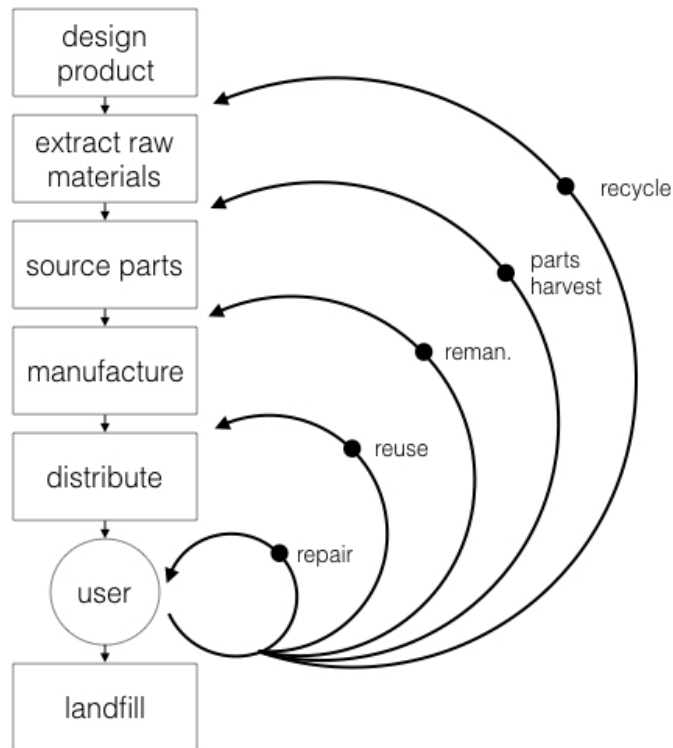 design
product
extract raw
materials
recycle
source parts
parts
harvest
manufacture
reman.
distribute
reuse
user
repair
landfill